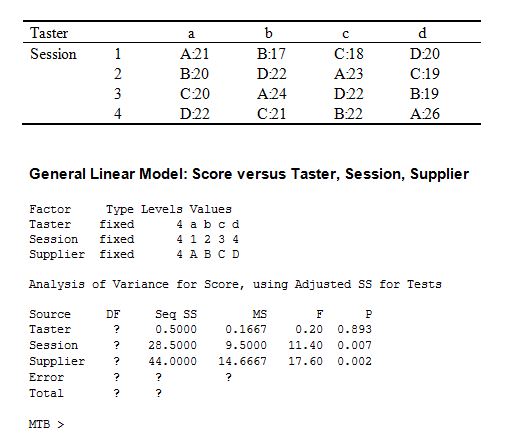 Taster a b c d
Session 1 A:21 B:17 C:18 D:20
2 B:20 D:22 A:23 C:19
3 C:20 A:24 D:22 B:19
4 D:22 C:21 B:22 A:26
General Linear Model: Score versus Taster, Session, Supplier
Factor Type Levels Values
Taster fixed 4 a b c d
Session fixed 4 1 2 3 4
Supplier fixed 4 A B C D
Analysis of Variance for Score, using Adjusted SS for Tests
Source DF Seq SS MS F P
Taster ? 0.5000 0.1667 0.20 0.893
Session ? 28.5000 9.5000 11.40 0.007
Supplier ? 44.0000 14.6667 17.60 0.002
Error ? ? ?
Total ? ?
MTB >